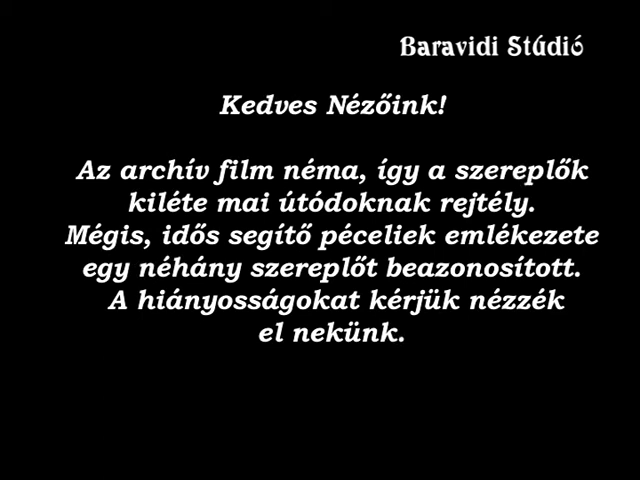 Baravidi Stúdió
Kedves Nézőink!
Az archív film néma, így a szereplők
kiléte mai útódoknak rejtély.
Mégis, idős segítő péceliek emlékezete
egy néhány szereplőt beazonosított.
A hiányosságokat kérjük nézzék
el nekünk.